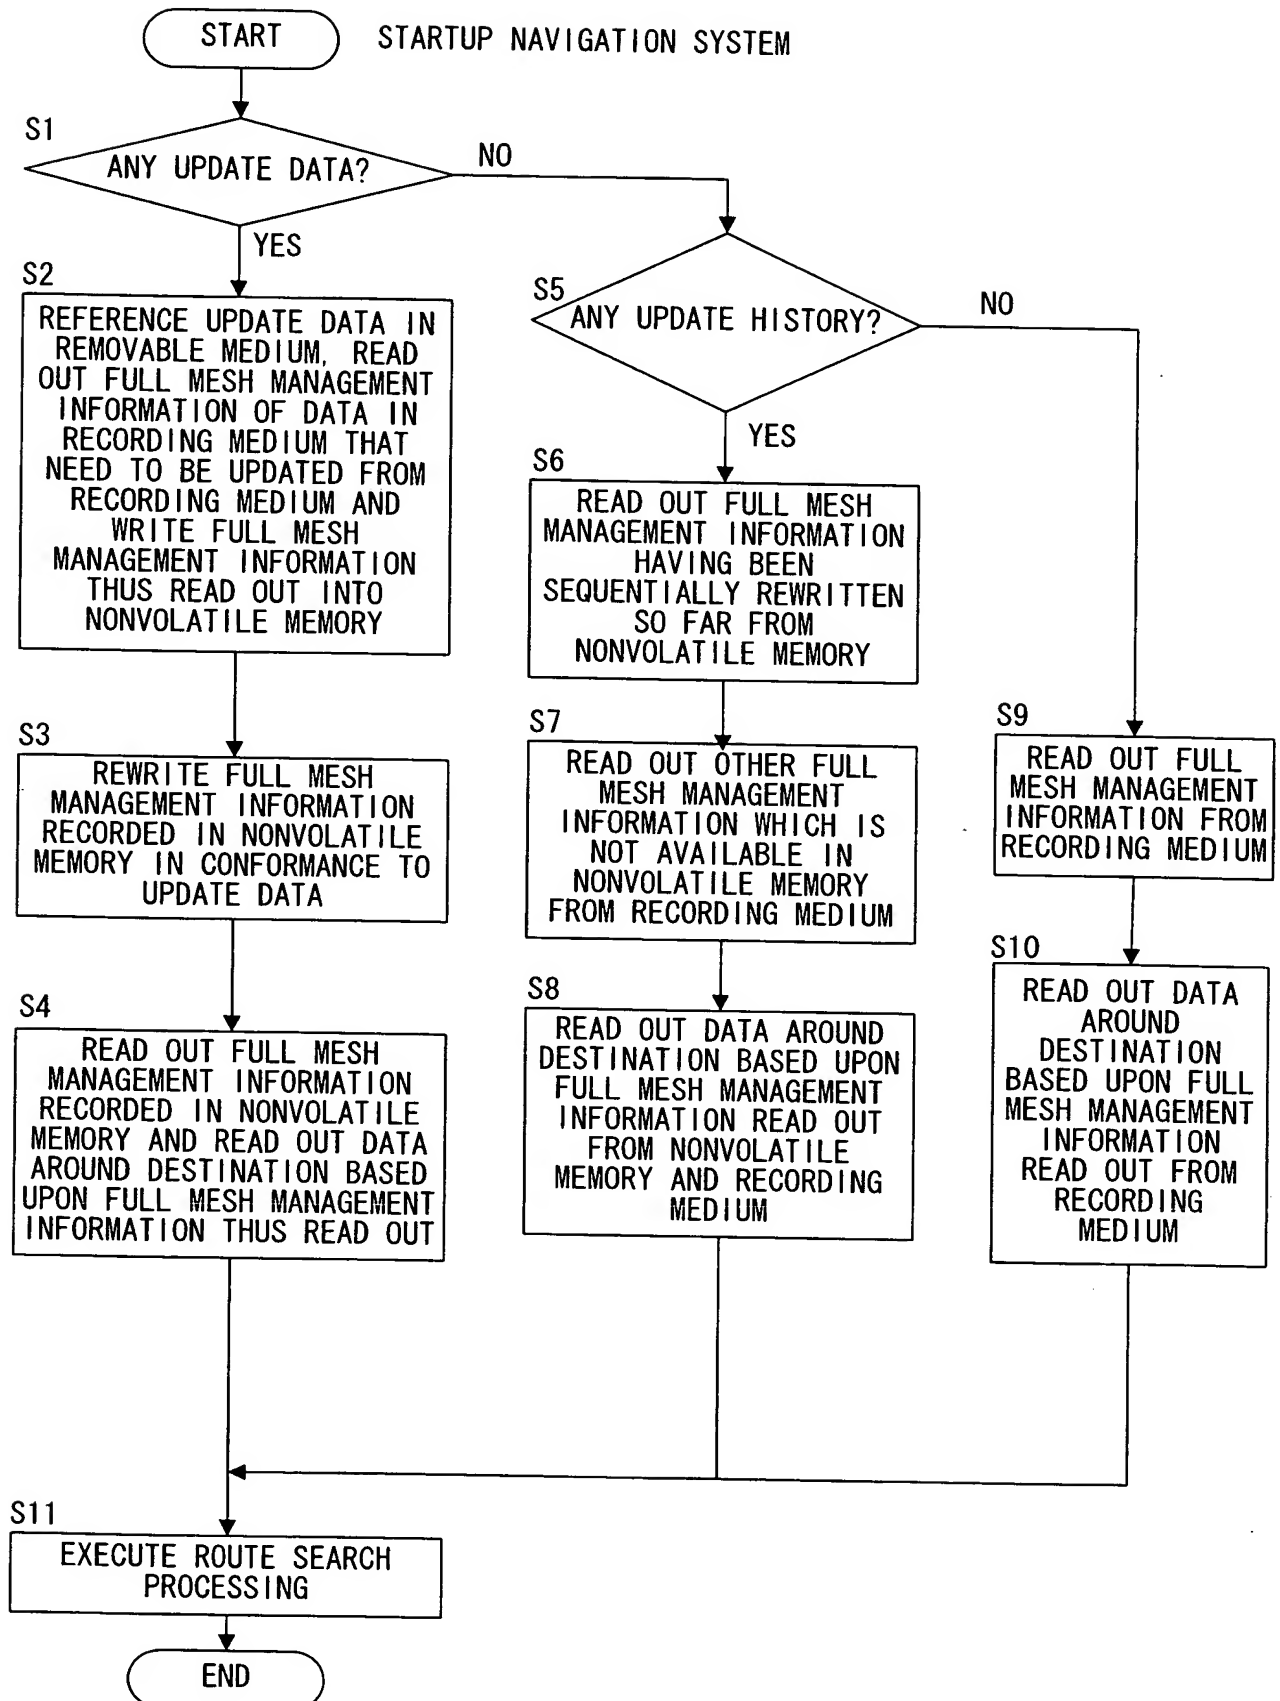 START
STARTUP NAVIGATION SYSTEM
S1
ANY UPDATE DATA?
NO
YES
S2
REFERENCE UPDATE DATA IN
REMOVABLE MEDIUM, READ
OUT FULL MESH MANAGEMENT
INFORMATION OF DATA IN
RECORDING MEDIUM THAT
NEED TO BE UPDATED FROM
RECORDING MEDIUM AND
WRITE FULL MESH
MANAGEMENT INFORMATION
THUS READ OUT INTO
NONVOLATILE MEMORY
S3
REWRITE FULL MESH
MANAGEMENT INFORMATION
RECORDED IN NONVOLATILE
MEMORY IN CONFORMANCE TO
UPDATE DATA
S4
READ OUT FULL MESH
MANAGEMENT INFORMATION
RECORDED IN NONVOLATILE
MEMORY AND READ OUT DATA
AROUND DESTINATION BASED
UPON FULL MESH MANAGEMENT
INFORMATION THUS READ OUT
S5
ANY UPDATE HISTORY?
NO
YES
S6
READ OUT FULL MESH
MANAGEMENT INFORMATION
HAVING BEEN
SEQUENTIALLY REWRITTEN
SO FAR FROM
NONVOLATILE MEMORY
S7
READ OUT OTHER FULL
MESH MANAGEMENT
INFORMATION WHICH IS
NOT AVAILABLE IN
NONVOLATILE MEMORY
FROM RECORDING MEDIUM
S8
READ OUT DATA AROUND
DESTINATION BASED UPON
FULL MESH MANAGEMENT
INFORMATION READ OUT
FROM NONVOLATILE
MEMORY AND RECORDING
MEDIUM
S9
READ OUT FULL
MESH MANAGEMENT
INFORMATION FROM
RECORDING MEDIUM
S10
READ OUT DATA
AROUND
DESTINATION
BASED UPON FULL
MESH MANAGEMENT
INFORMATION
READ OUT FROM
RECORDING
MEDIUM
S11
EXECUTE ROUTE SEARCH
PROCESSING
END